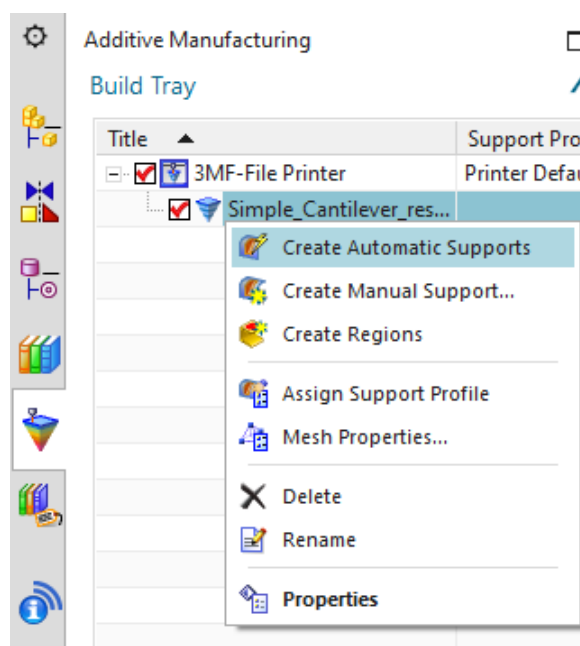 Additive Manufacturing
Build Tray
Title Support Pro
3MF-File Printer Printer Defau
Simple_Cantilever_res...
Create Automatic Supports
Create Manual Support...
Create Regions
Assign Support Profile
Mesh Properties...
Delete
Rename
Properties